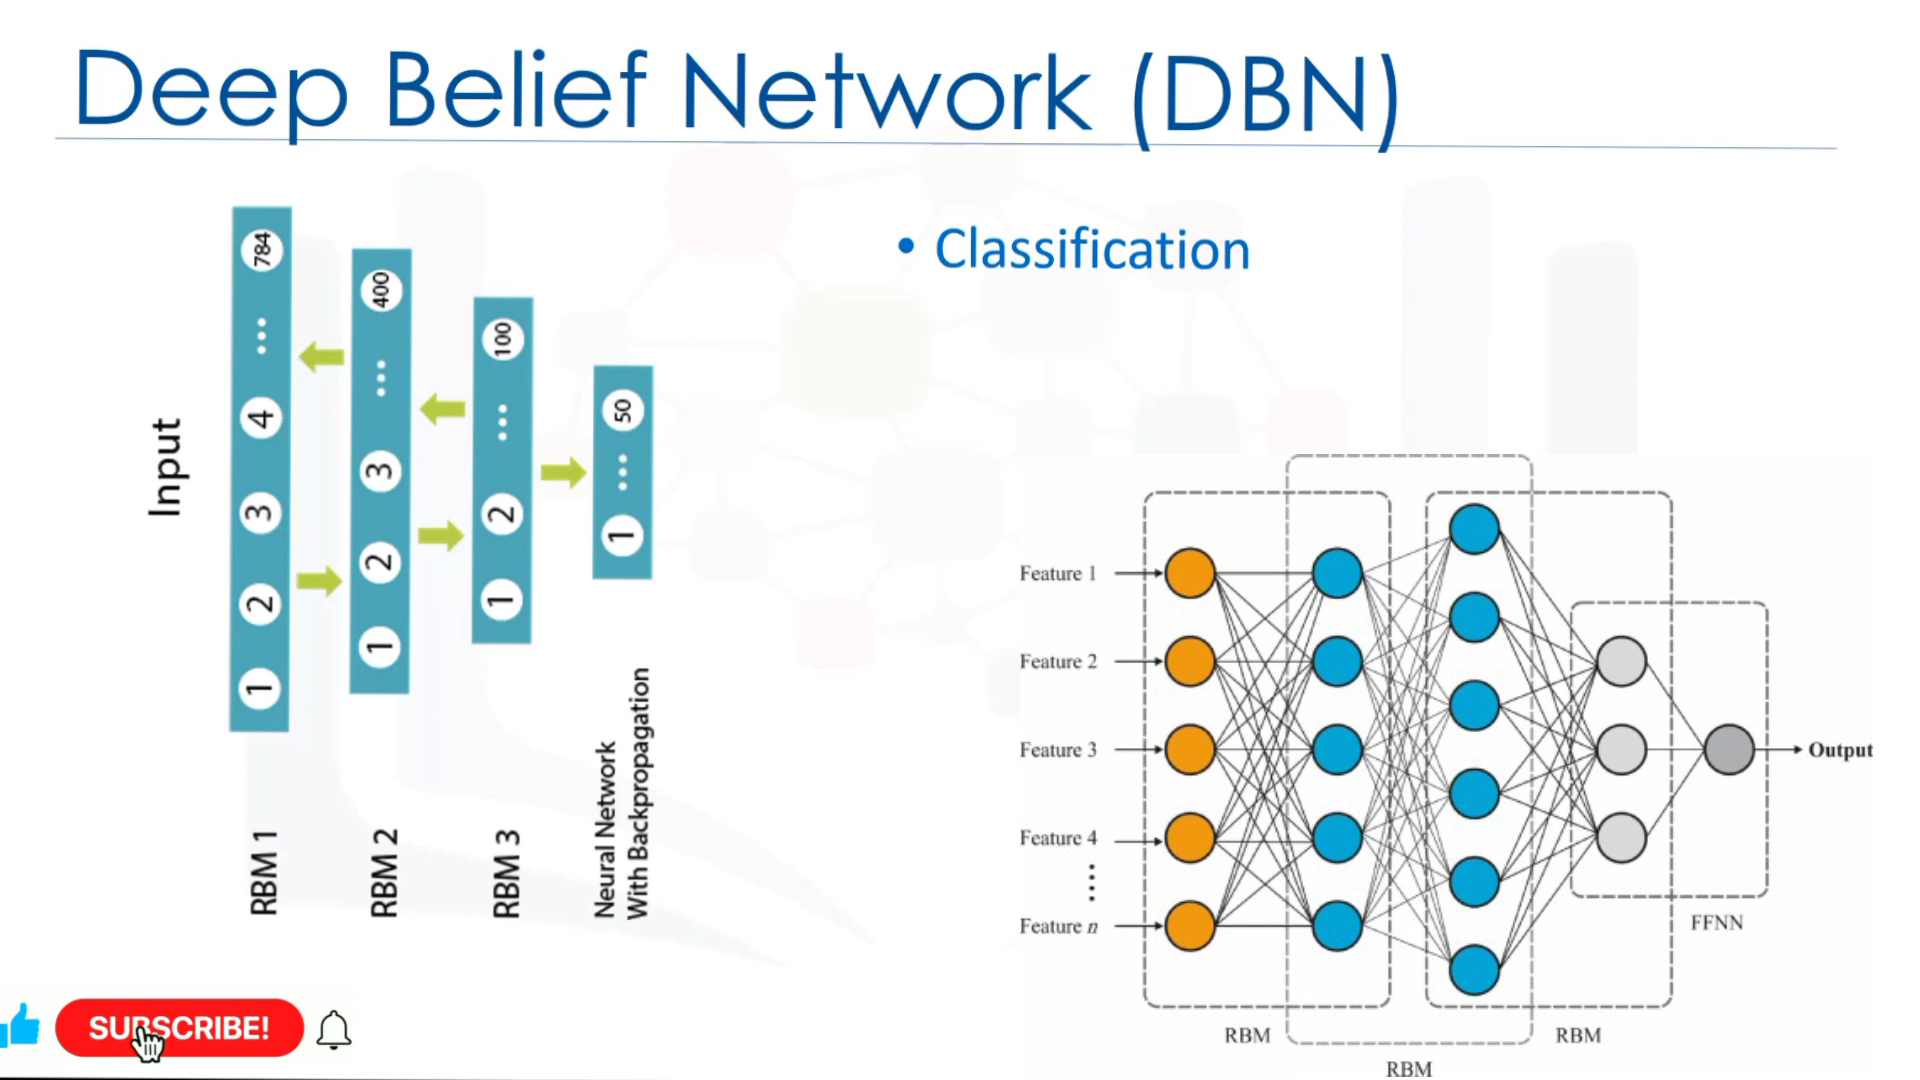 Deep Belief Network (DBN)
Input
1 2 3 4 ... 784
1 2 3 ... 400
1 2 ... 100
1 ... 50
RBM 1
RBM 2
RBM 3
Neural Network
With Backpropagation
• Classification
Feature 1
Feature 2
Feature 3
Feature 4
Feature n
Output
FFNN
RBM
RBM
RBM
SUBSCRIBE!